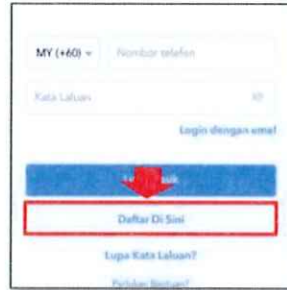 MY (+60)
Nombor telefon
Kata Laluan
Login dengan emel
Daftar Di Sini
Lupa Kata Laluan?
Perlukan Bantuan?